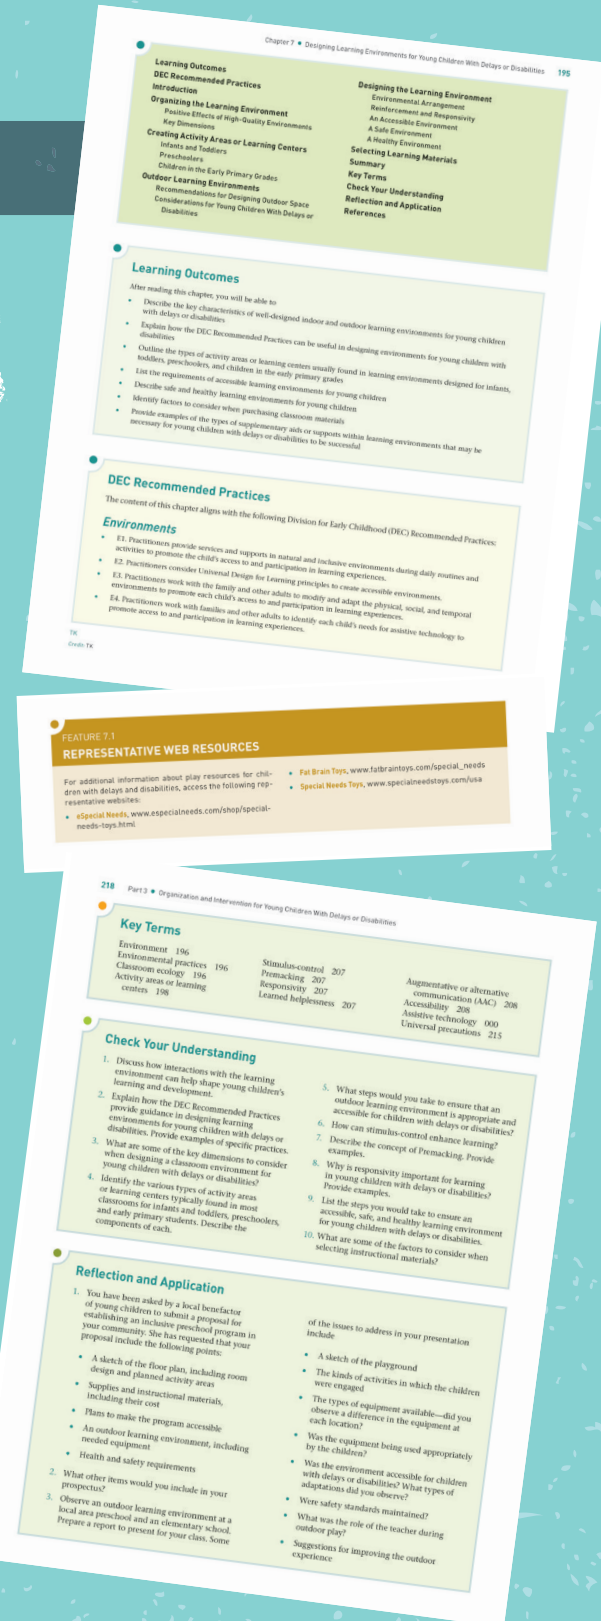 Chapter 7 • Designing Learning Environments for Young Children With Delays or Disabilities 195
Learning Outcomes
DEC Recommended Practices
Introduction
Organizing the Learning Environment
Positive Effects of High-Quality Environments
Key Dimensions
Creating Activity Areas or Learning Centers
Infants and Toddlers
Preschoolers
Children in the Early Primary Grades
Outdoor Learning Environments
Recommendations for Designing Outdoor Space
Considerations for Young Children With Delays or
Disabilities
Designing the Learning Environment
Environmental Arrangement
Reinforcement and Responsivity
An Accessible Environment
A Safe Environment
A Healthy Environment
Selecting Learning Materials
Summary
Key Terms
Check Your Understanding
Reflection and Application
References
Learning Outcomes
After reading this chapter, you will be able to
• Describe the key characteristics of well-designed indoor and outdoor learning environments for young children
with delays or disabilities
• Explain how the DEC Recommended Practices can be useful in designing environments for young children with
disabilities
• Outline the types of activity areas or learning centers usually found in learning environments designed for infants,
toddlers, preschoolers, and children in the early primary grades
• List the requirements of accessible learning environments for young children
• Describe safe and healthy learning environments for young children
• Identify factors to consider when purchasing classroom materials
• Provide examples of the types of supplementary aids or supports within learning environments that may be
necessary for young children with delays or disabilities to be successful
DEC Recommended Practices
The content of this chapter aligns with the following Division for Early Childhood (DEC) Recommended Practices:
Environments
• E1. Practitioners provide services and supports in natural and inclusive environments during daily routines and
activities to promote the child's access to and participation in learning experiences.
• E2. Practitioners consider Universal Design for Learning principles to create accessible environments.
• E3. Practitioners work with the family and other adults to modify and adapt the physical, social, and temporal
environments to promote each child's access to and participation in learning experiences.
• E4. Practitioners work with families and other adults to identify each child's needs for assistive technology to
promote access to and participation in learning experiences.
TK
Credit: TK
FEATURE 7.1
REPRESENTATIVE WEB RESOURCES
For additional information about play resources for chil-
dren with delays and disabilities, access the following rep-
resentative websites:
• eSpecial Needs, www.especialneeds.com/shop/special-
needs-toys.html
• Fat Brain Toys, www.fatbraintoys.com/special_needs
• Special Needs Toys, www.specialneedstoys.com/usa
218 Part 3 • Organization and Intervention for Young Children With Delays or Disabilities
Key Terms
Environment 196
Environmental practices 196
Classroom ecology 196
Activity areas or learning
centers 198
Stimulus-control 207
Premacking 207
Responsivity 207
Learned helplessness 207
Augmentative or alternative
communication (AAC) 208
Accessibility 208
Assistive technology 000
Universal precautions 215
Check Your Understanding
1. Discuss how interactions with the learning
environment can help shape young children's
learning and development.
2. Explain how the DEC Recommended Practices
provide guidance in designing learning
environments for young children with delays or
disabilities. Provide examples of specific practices.
3. What are some of the key dimensions to consider
when designing a classroom environment for
young children with delays or disabilities?
4. Identify the various types of activity areas
or learning centers typically found in most
classrooms for infants and toddlers, preschoolers,
and early primary students. Describe the
components of each.
5. What steps would you take to ensure that an
outdoor learning environment is appropriate and
accessible for children with delays or disabilities?
6. How can stimulus-control enhance learning?
7. Describe the concept of Premacking. Provide
examples.
8. Why is responsivity important for learning
in young children with delays or disabilities?
Provide examples.
9. List the steps you would take to ensure an
accessible, safe, and healthy learning environment
for young children with delays or disabilities.
10. What are some of the factors to consider when
selecting instructional materials?
Reflection and Application
1. You have been asked by a local benefactor
of young children to submit a proposal for
establishing an inclusive preschool program in
your community. She has requested that your
proposal include the following points:
• A sketch of the floor plan, including room
design and planned activity areas
• Supplies and instructional materials,
including their cost
• Plans to make the program accessible
• An outdoor learning environment, including
needed equipment
• Health and safety requirements
2. What other items would you include in your
prospectus?
3. Observe an outdoor learning environment at a
local area preschool and an elementary school.
Prepare a report to present for your class. Some
of the issues to address in your presentation
include
• A sketch of the playground
• The kinds of activities in which the children
were engaged
• The types of equipment available—did you
observe a difference in the equipment at
each location?
• Was the equipment being used appropriately
by the children?
• Was the environment accessible for children
with delays or disabilities? What types of
adaptations did you observe?
• Were safety standards maintained?
• What was the role of the teacher during
outdoor play?
• Suggestions for improving the outdoor
experience